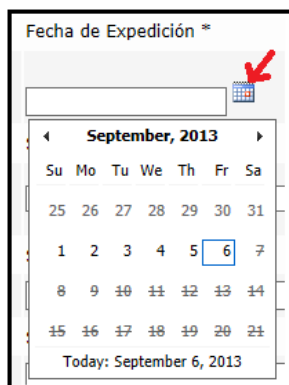 Fecha de Expedición *
September, 2013
Su Mo Tu We Th Fr Sa
25 26 27 28 29 30 31
1 2 3 4 5 6 7
8 9 10 11 12 13 14
15 16 17 18 19 20 21
Today: September 6, 2013